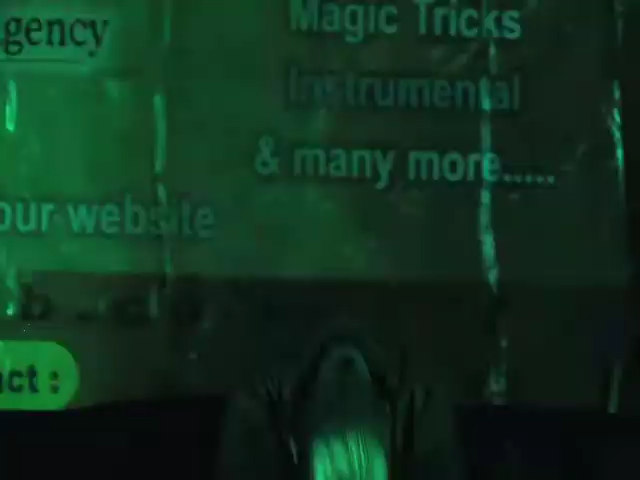 gency
Magic Tricks
Instrumental
& many more.....
our website
act :